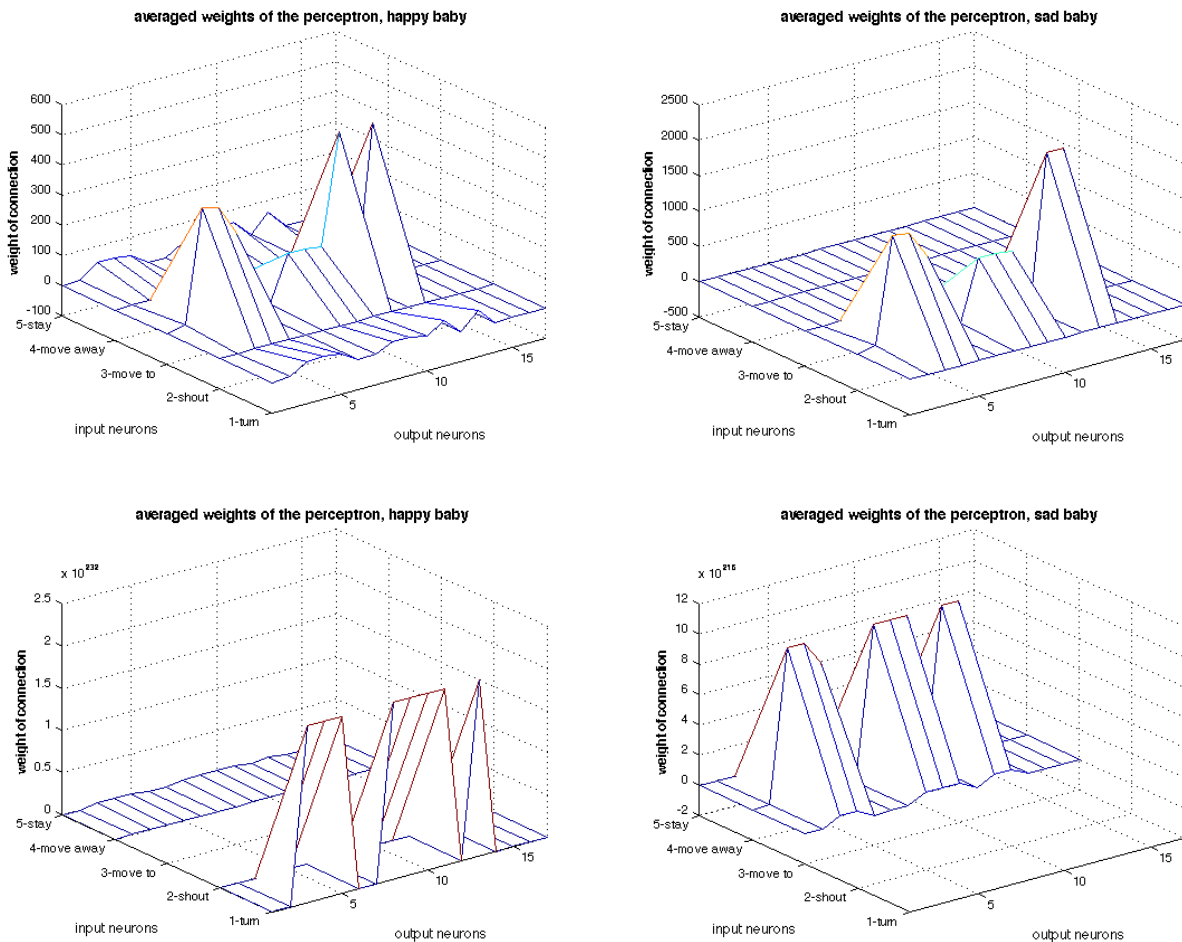 averaged weights of the perceptron, happy baby
600
500
400
300
200
100
0
-100
weight of connection
5-stay
4-move away
3-move to
2-shout
1-turn
input neurons
5
10
15
output neurons
averaged weights of the perceptron, sad baby
2500
2000
1500
1000
500
0
-500
weight of connection
5-stay
4-move away
3-move to
2-shout
1-turn
input neurons
5
10
15
output neurons
averaged weights of the perceptron, happy baby
x 10^232
2.5
2
1.5
1
0.5
0
weight of connection
5-stay
4-move away
3-move to
2-shout
1-turn
input neurons
5
10
15
output neurons
averaged weights of the perceptron, sad baby
12
10
8
6
4
2
0
-2
weight of connection
5-stay
4-move away
3-move to
2-shout
1-turn
input neurons
5
10
15
output neurons